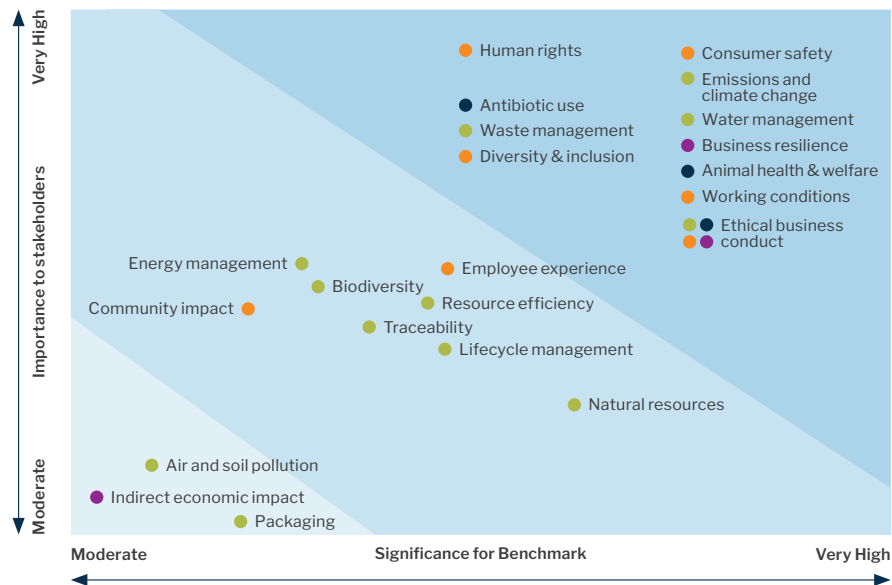 Very High
Importance to stakeholders
Moderate
Human rights
Consumer safety
Emissions and
climate change
Antibiotic use
Water management
Waste management
Business resilience
Diversity & inclusion
Animal health & welfare
Working conditions
Ethical business
conduct
Energy management
Employee experience
Biodiversity
Resource efficiency
Community impact
Traceability
Lifecycle management
Natural resources
Air and soil pollution
Indirect economic impact
Packaging
Moderate
Significance for Benchmark
Very High